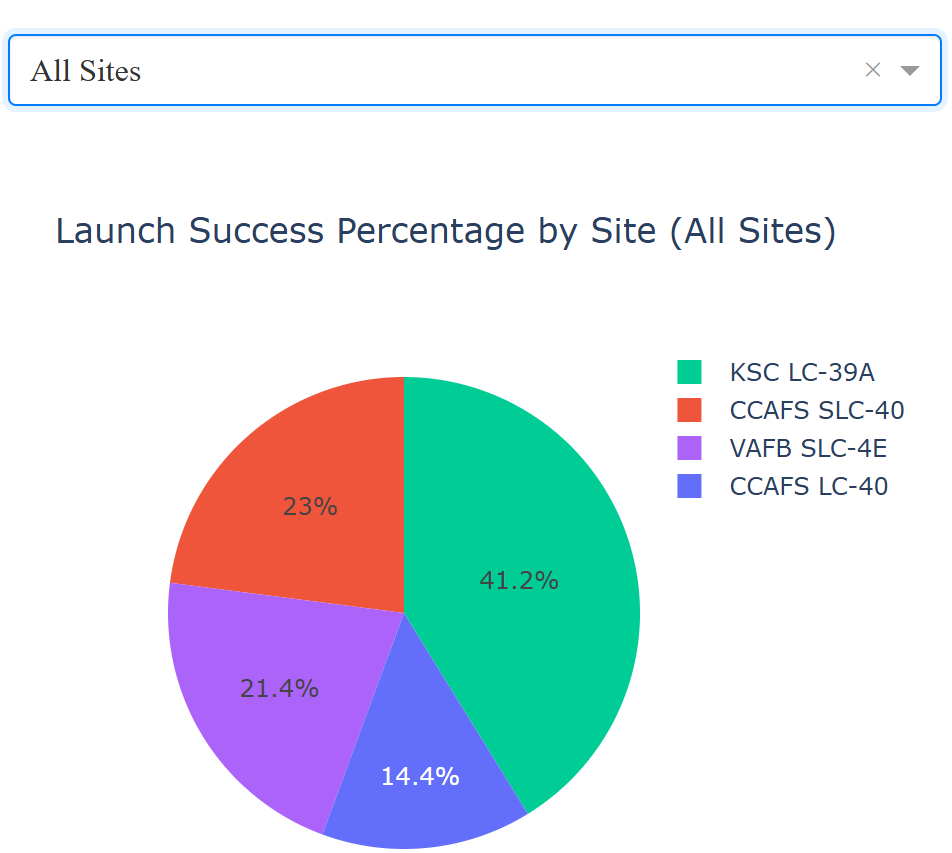 All Sites
Launch Success Percentage by Site (All Sites)
KSC LC-39A
CCAFS SLC-40
VAFB SLC-4E
CCAFS LC-40
23%
41.2%
21.4%
14.4%